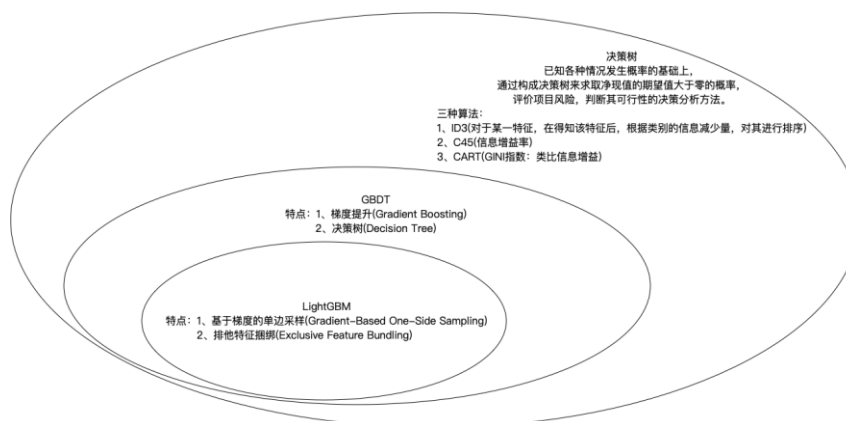 决策树
已知各种情况发生概率的基础上，
通过构成决策树来求取净现值的期望值大于零的概率，
评价项目风险，判断其可行性的决策分析方法。
三种算法：
1、ID3(对于某一特征，在得知该特征后，根据类别的信息减少量，对其进行排序)
2、C45(信息增益率)
3、CART(GINI指数：类比信息增益)
GBDT
特点：1、梯度提升(Gradient Boosting)
2、决策树(Decision Tree)
LightGBM
特点：1、基于梯度的单边采样(Gradient-Based One-Side Sampling)
2、排他特征捆绑(Exclusive Feature Bundling)